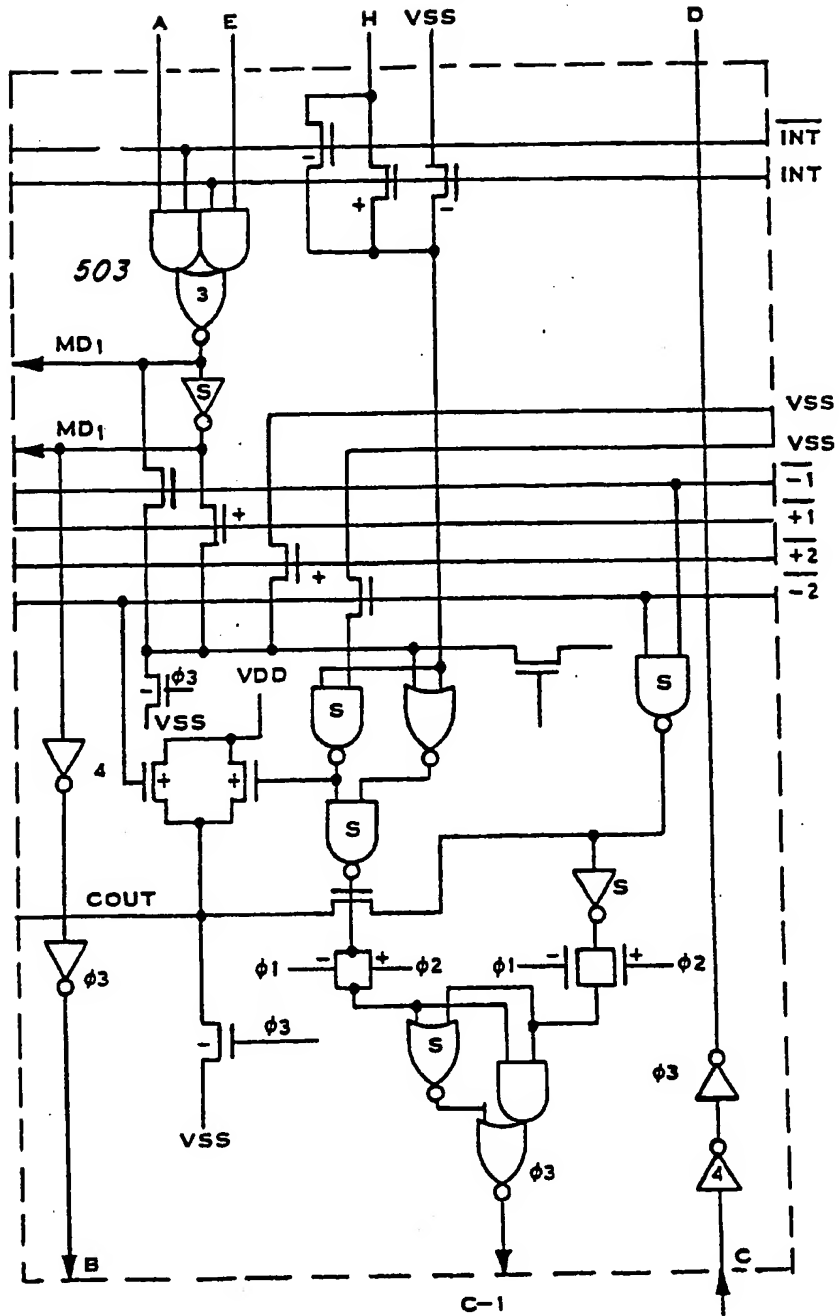 A E H VSS D
- INT
+ - INT
503
3
MD1
S
VSS
MD1
VSS
-1
+ +1
+ +2
-2
φ3 VDD S S
- VSS
4 + + S
S
COUT
φ1 - + φ2 φ1 - + φ2
φ3
- φ3 S
φ3
VSS
φ3 4
B C
C-1